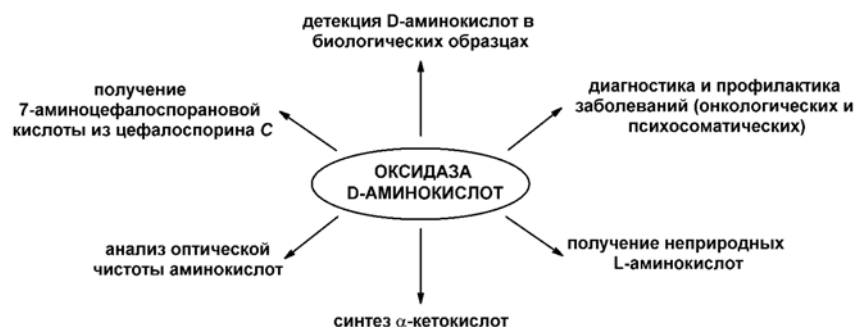 детекция D-аминокислот в
биологических образцах
получение
7-аминоцефалоспорановой
кислоты из цефалоспорина C
диагностика и профилактика
заболеваний (онкологических и
психосоматических)
ОКСИДАЗА
D-АМИНОКИСЛОТ
анализ оптической
чистоты аминокислот
получение неприродных
L-аминокислот
синтез α-кетокислот